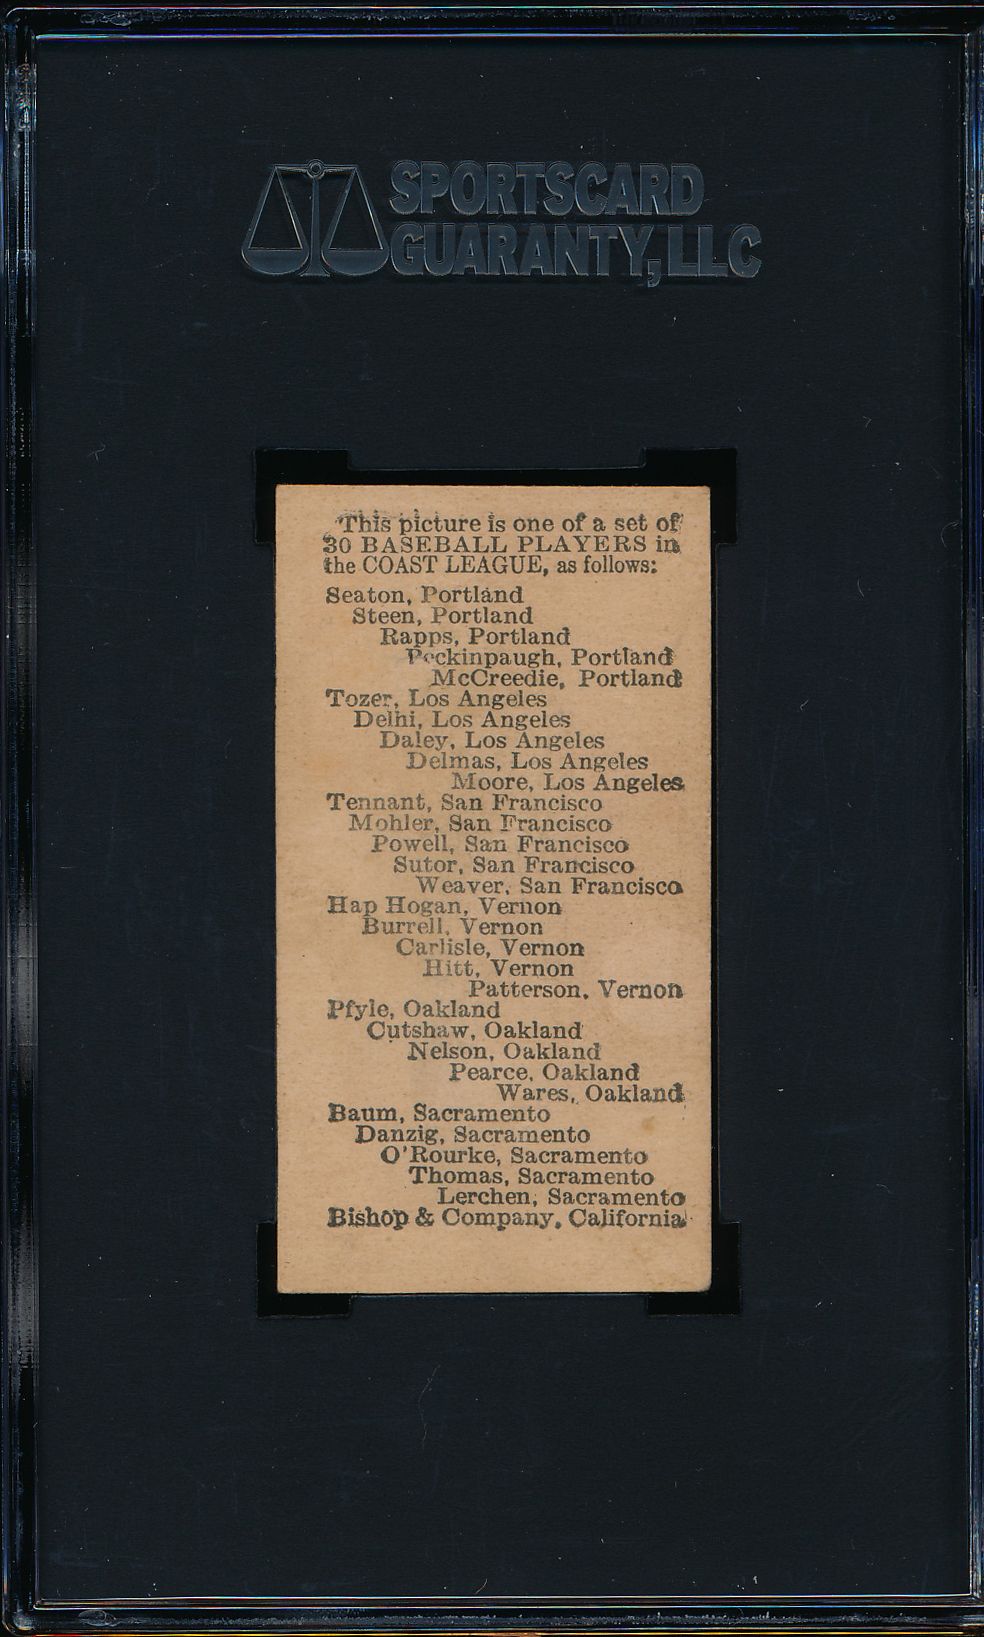 SPORTSCARD
GUARANTY, LLC
This picture is one of a set of
30 BASEBALL PLAYERS in
the COAST LEAGUE, as follows:
Seaton, Portland
Steen, Portland
Rapps, Portland
Peckinpaugh, Portland
McCreedie, Portland
Tozer, Los Angeles
Delhi, Los Angeles
Daley, Los Angeles
Delmas, Los Angeles
Moore, Los Angeles
Tennant, San Francisco
Mohler, San Francisco
Powell, San Francisco
Sutor, San Francisco
Weaver, San Francisco
Hap Hogan, Vernon
Burrell, Vernon
Carlisle, Vernon
Hitt, Vernon
Patterson, Vernon
Pfyle, Oakland
Cutshaw, Oakland
Nelson, Oakland
Pearce, Oakland
Wares, Oakland
Baum, Sacramento
Danzig, Sacramento
O'Rourke, Sacramento
Thomas, Sacramento
Lerchen, Sacramento
Bishop & Company, California